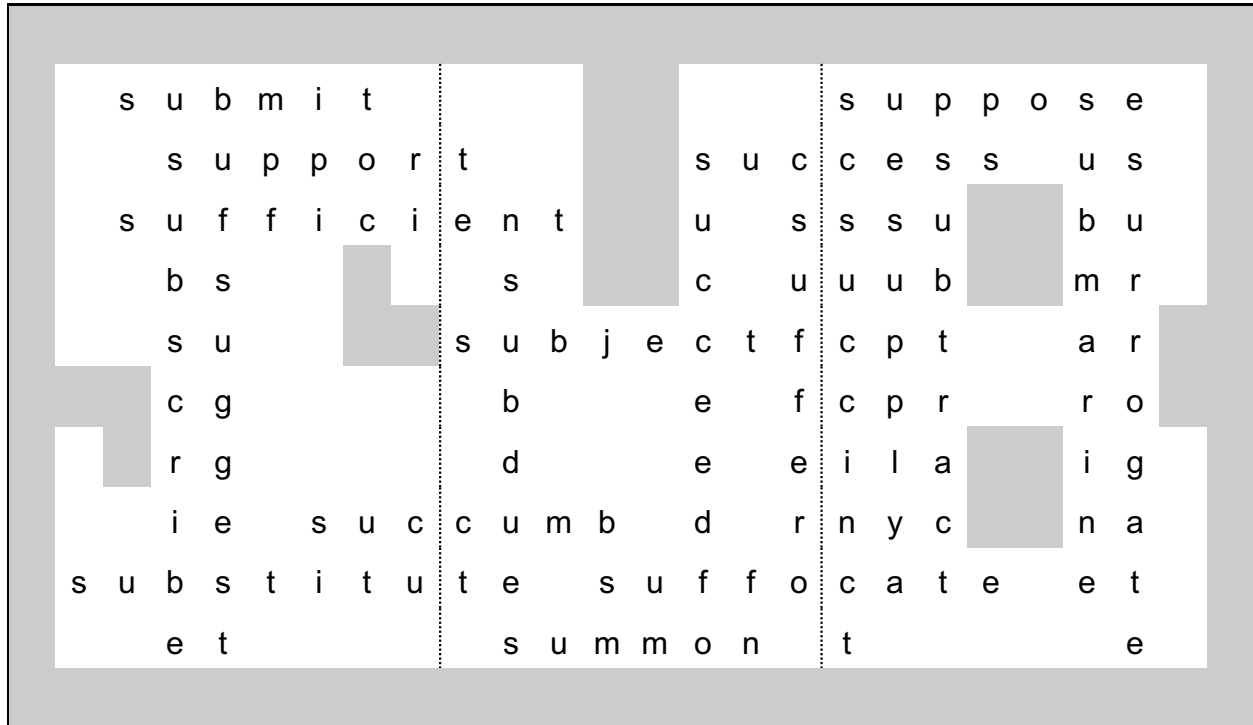 s u b m i t s u p p o s e
s u p p o r t s u c c e s s u s
s u f f i c i e n t u s s s u b u
b s s c u u u b m r
s u s u b j e c t f c p t a r
c g b e f c p r r o
r g d e e i l a i g
i e s u c c u m b d r n y c n a
s u b s t i t u t e s u f f o c a t e e t
e t s u m m o n t e